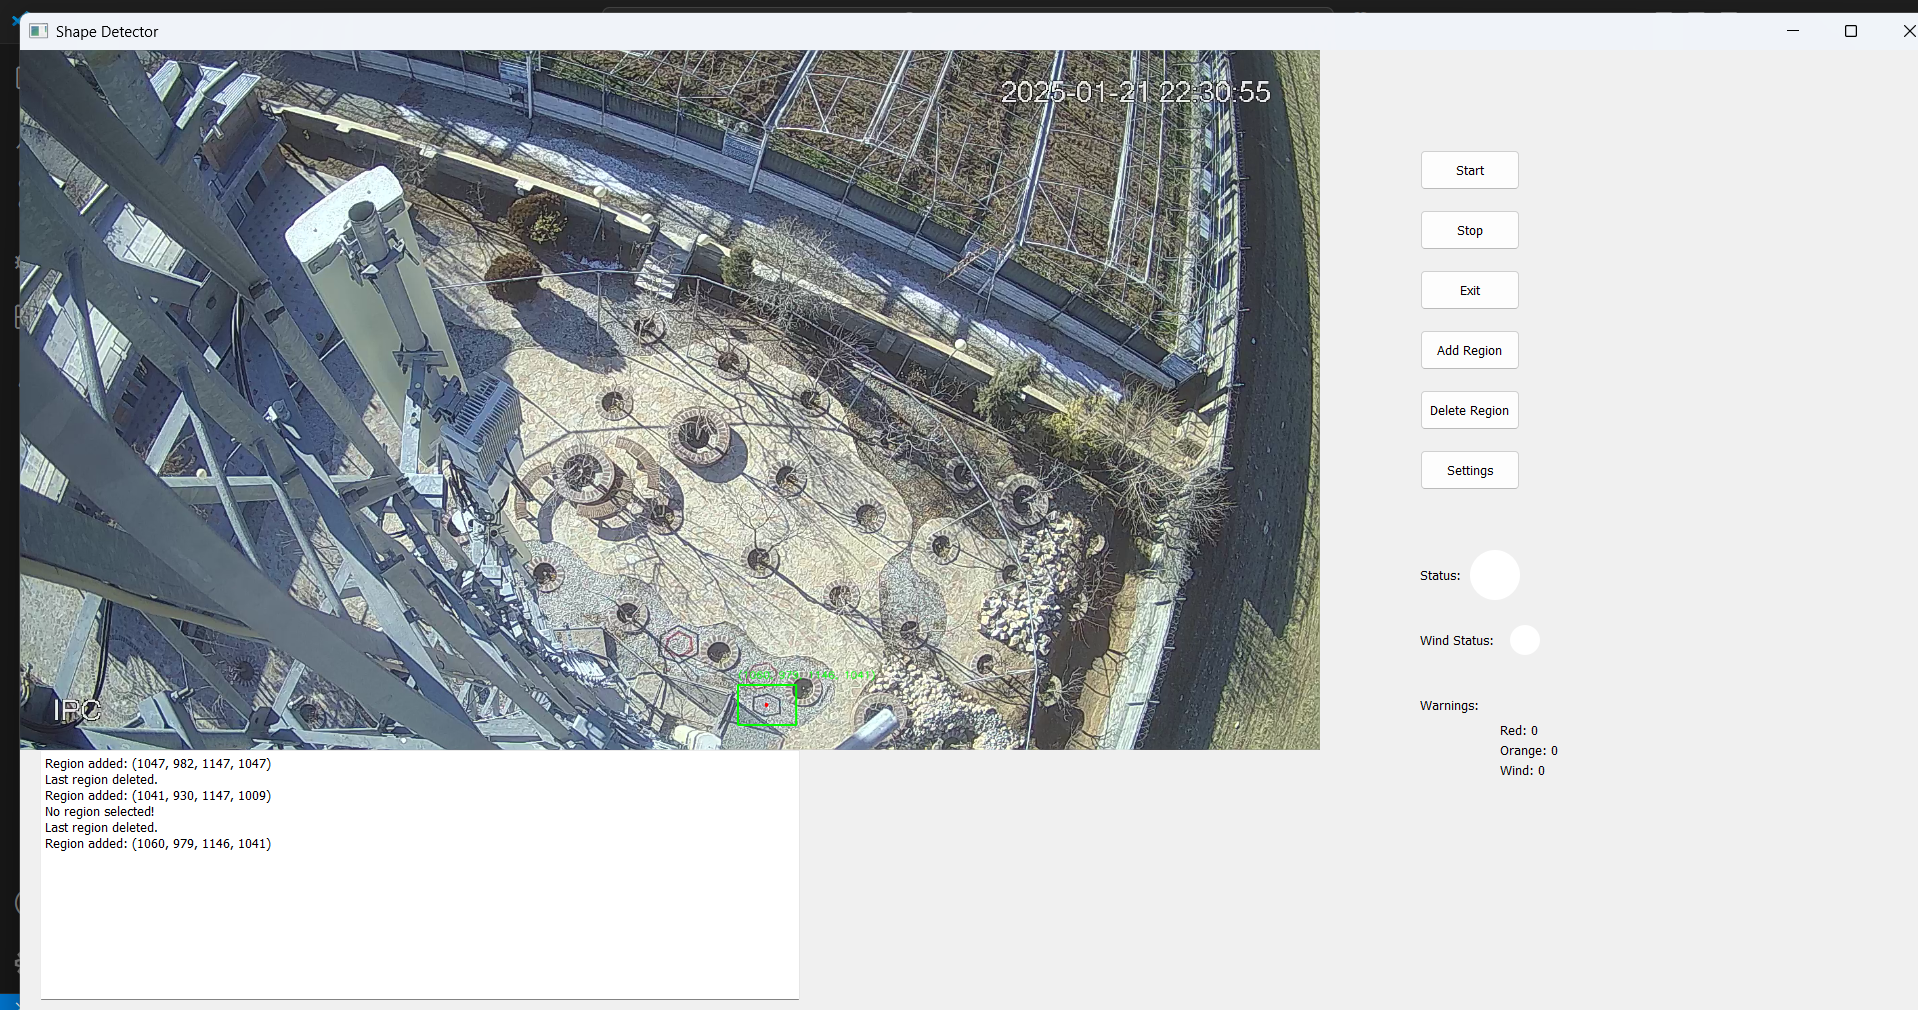 Shape Detector
2025-01-21 22:30:55
Start
Stop
Exit
Add Region
Delete Region
Settings
Status:
Wind Status:
Warnings:
Red: 0
Orange: 0
Wind: 0
IPC
Region added: (1047, 982, 1147, 1047)
Last region deleted.
Region added: (1041, 930, 1147, 1009)
No region selected!
Last region deleted.
Region added: (1060, 979, 1146, 1041)